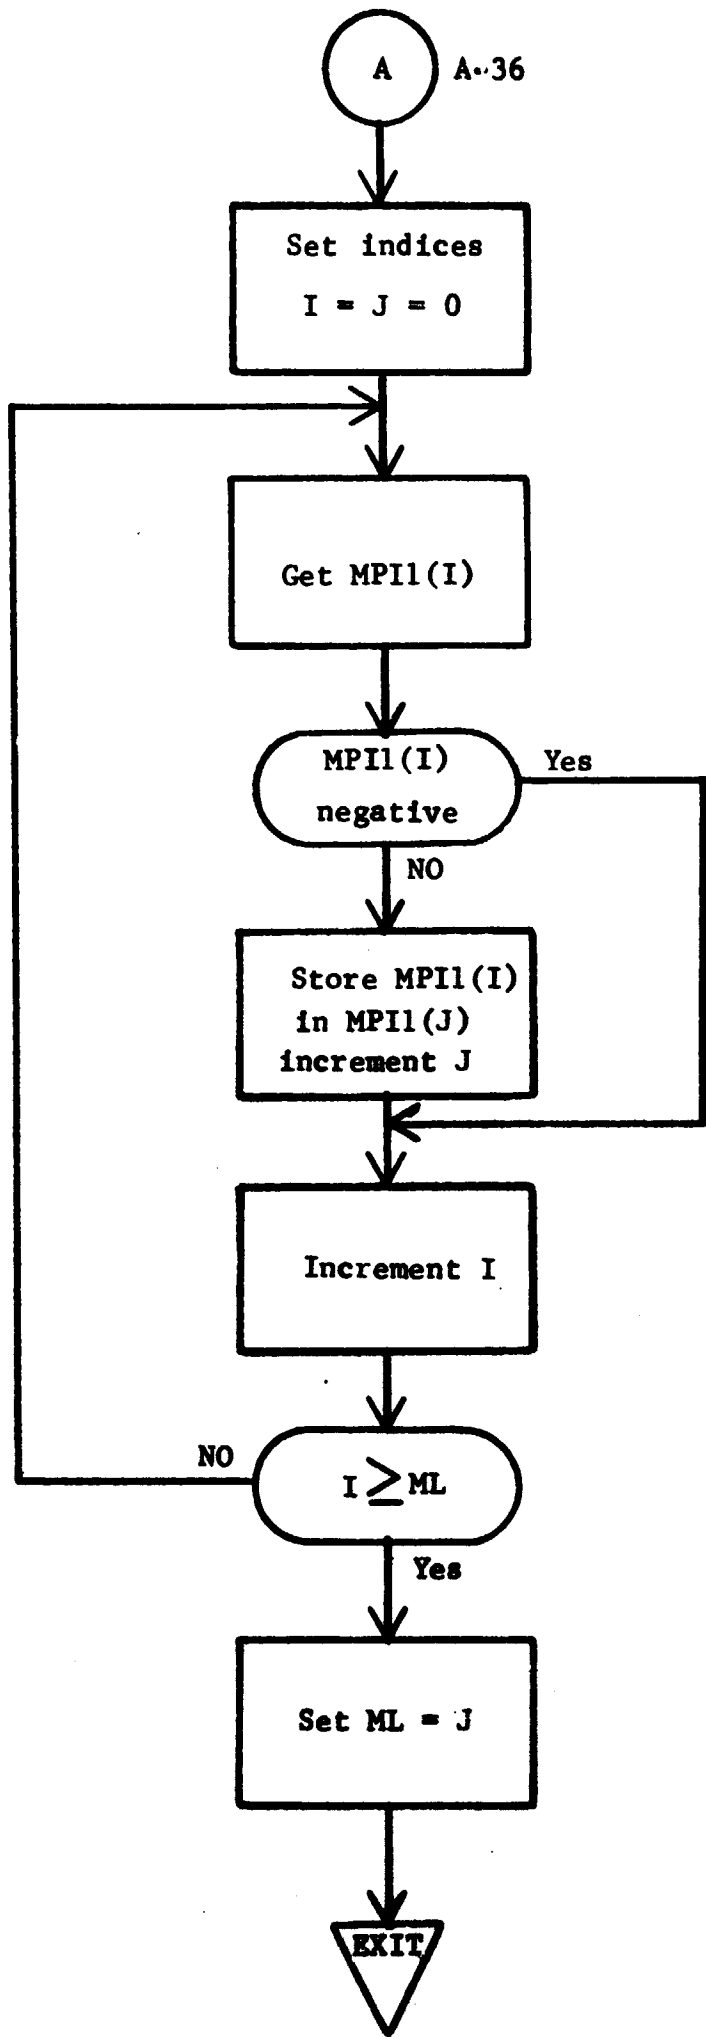 A A-36
Set indices
I = J = 0
Get MPI1(I)
MPI1(I)
negative
Yes
NO
Store MPI1(I)
in MPI1(J)
increment J
Increment I
NO
I ≥ ML
Yes
Set ML = J
EXIT